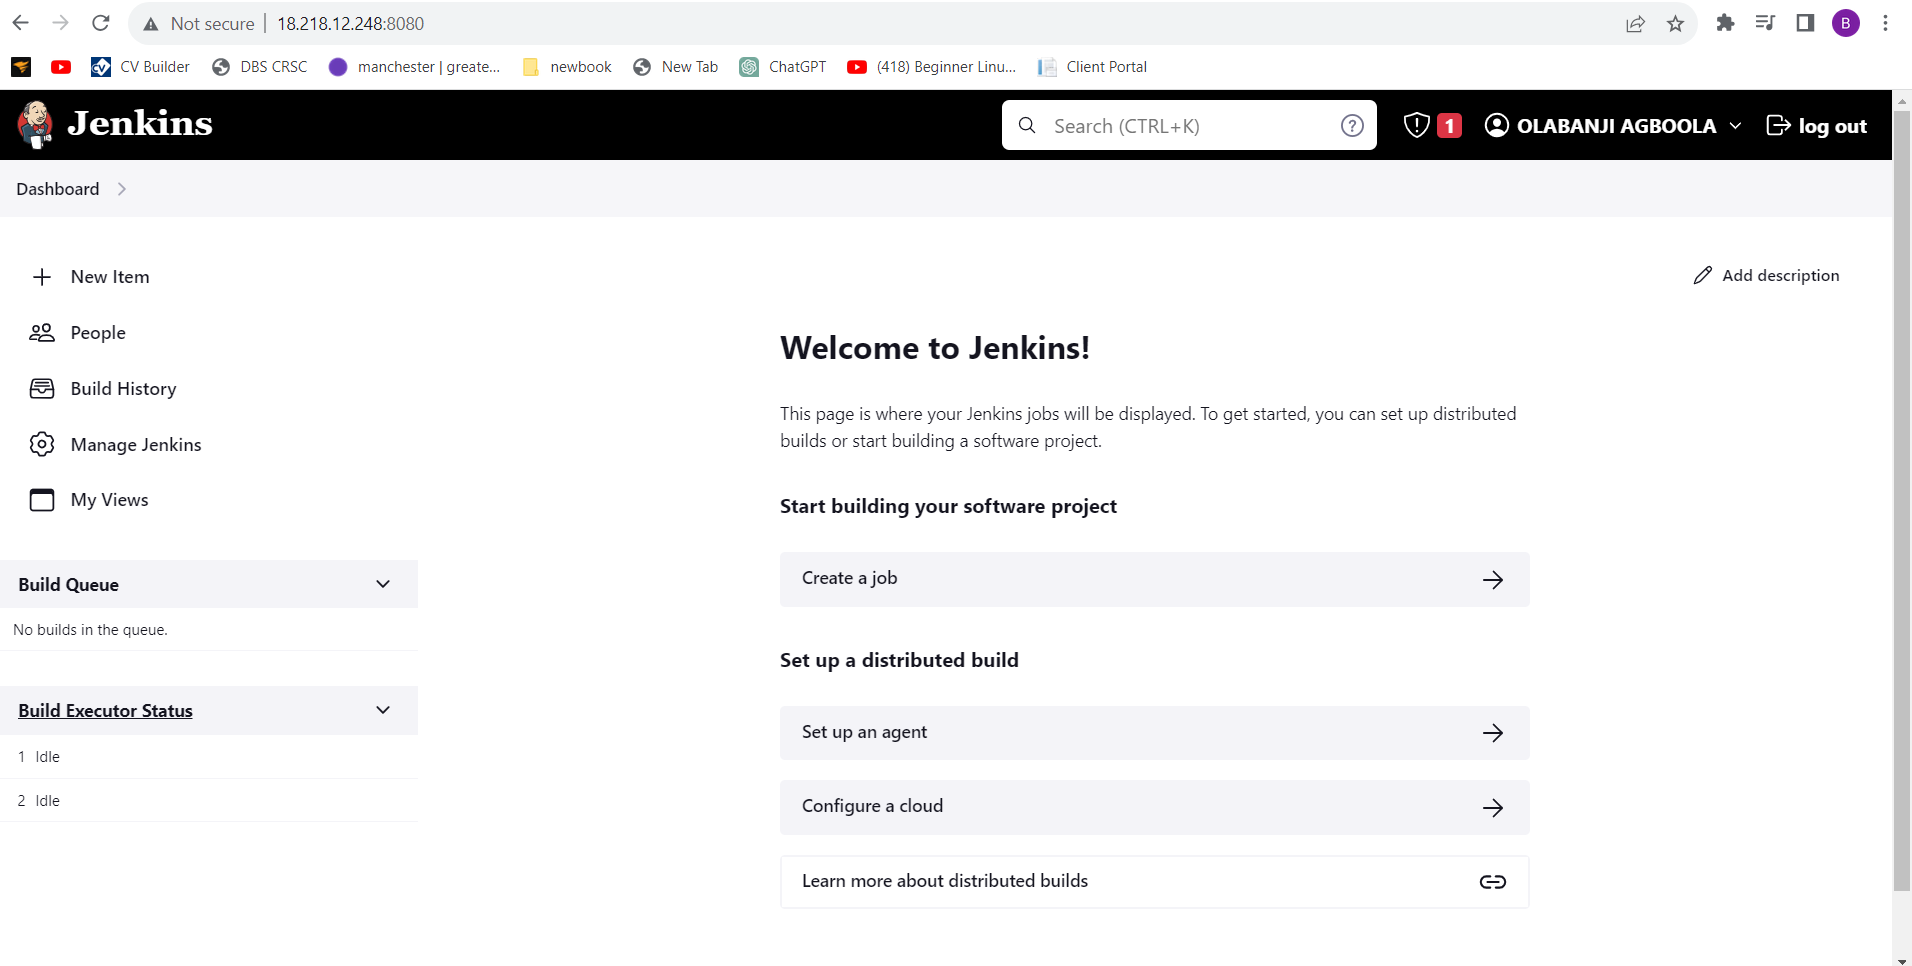 Not secure | 18.218.12.248:8080
B
CV Builder
DBS CRSC
manchester | greate...
newbook
New Tab
ChatGPT
(418) Beginner Linu...
Client Portal
Jenkins
Search (CTRL+K)
1
OLABANJI AGBOOLA
log out
Dashboard
New Item
People
Build History
Manage Jenkins
My Views
Build Queue
No builds in the queue.
Build Executor Status
1 Idle
2 Idle
Add description
Welcome to Jenkins!
This page is where your Jenkins jobs will be displayed. To get started, you can set up distributed
builds or start building a software project.
Start building your software project
Create a job
Set up a distributed build
Set up an agent
Configure a cloud
Learn more about distributed builds